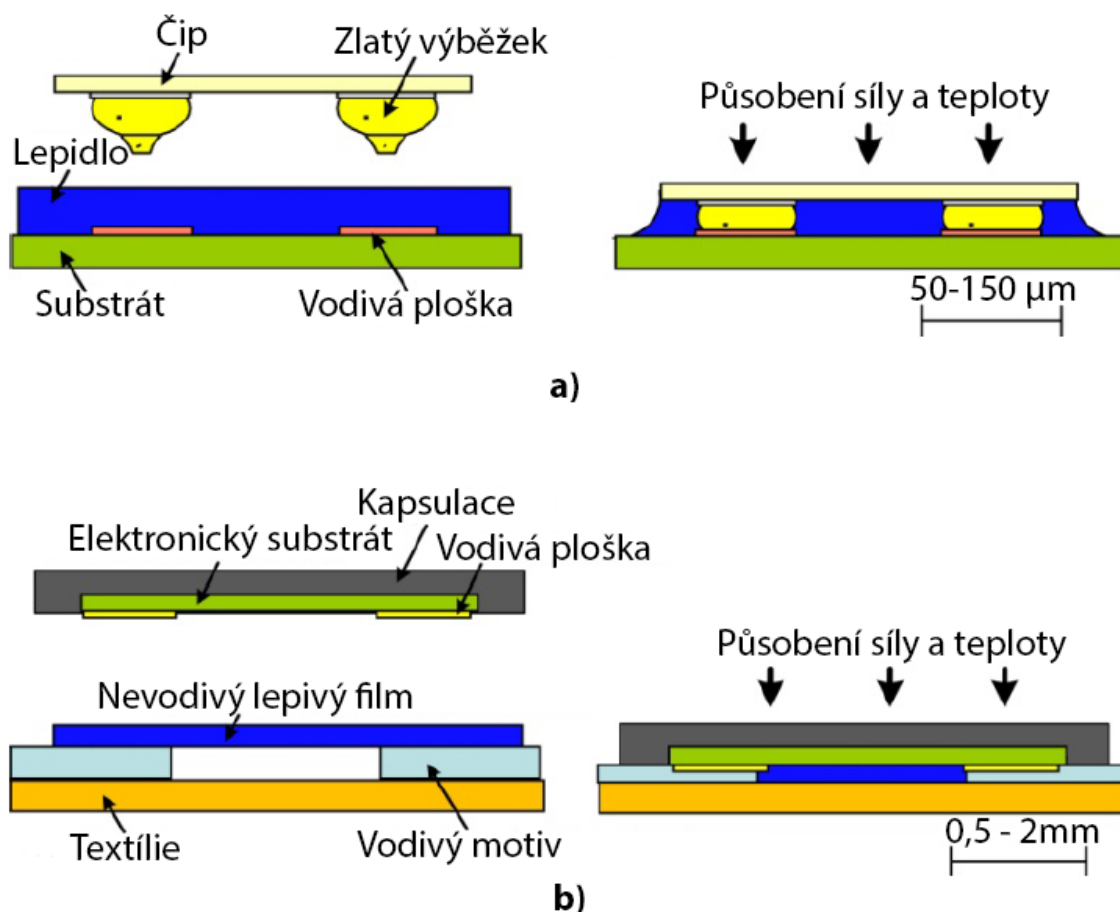 Čip
Zlatý výběžek
Lepidlo
Substrát
Vodivá ploška
Působení síly a teploty
50-150 μm
a)
Kapsulace
Elektronický substrát
Vodivá ploška
Nevodivý lepivý film
Textílie
Vodivý motiv
Působení síly a teploty
0,5 - 2mm
b)